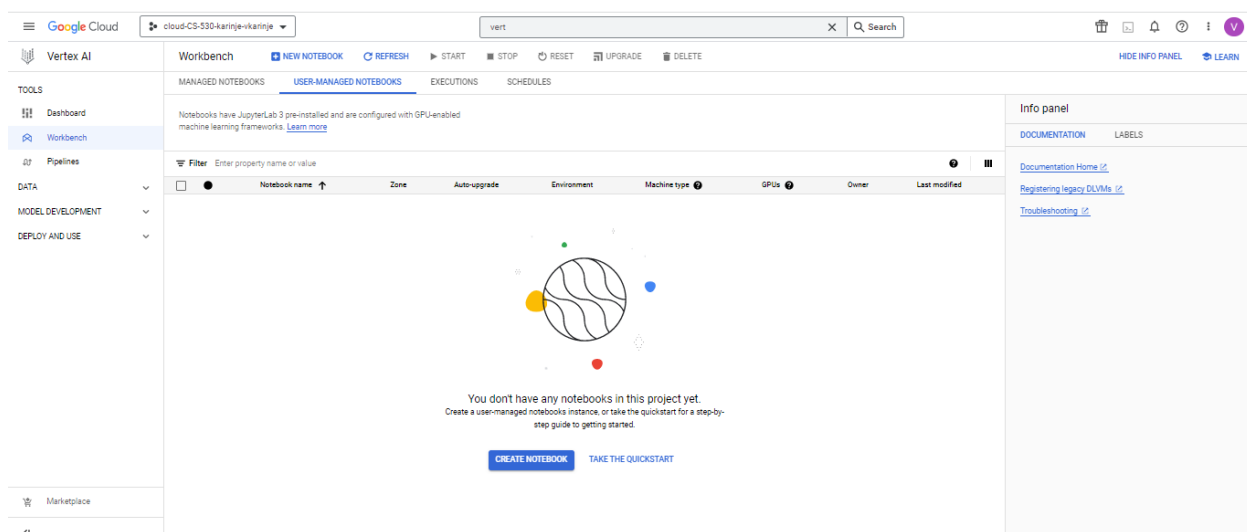 Google Cloud
cloud-CS-530-karinje-vkarinje
vert
Search
V
Vertex AI
Workbench
NEW NOTEBOOK
REFRESH
START
STOP
RESET
UPGRADE
DELETE
HIDE INFO PANEL
LEARN
TOOLS
Dashboard
Workbench
Pipelines
DATA
MODEL DEVELOPMENT
DEPLOY AND USE
Marketplace
MANAGED NOTEBOOKS
USER-MANAGED NOTEBOOKS
EXECUTIONS
SCHEDULES
Notebooks have JupyterLab 3 pre-installed and are configured with GPU-enabled
machine learning frameworks. Learn more
Filter Enter property name or value
Notebook name
Zone
Auto-upgrade
Environment
Machine type
GPUs
Owner
Last modified
You don't have any notebooks in this project yet.
Create a user-managed notebooks instance, or take the quickstart for a step-by-
step guide to getting started.
CREATE NOTEBOOK
TAKE THE QUICKSTART
Info panel
DOCUMENTATION
LABELS
Documentation Home
Registering legacy DLVMs
Troubleshooting